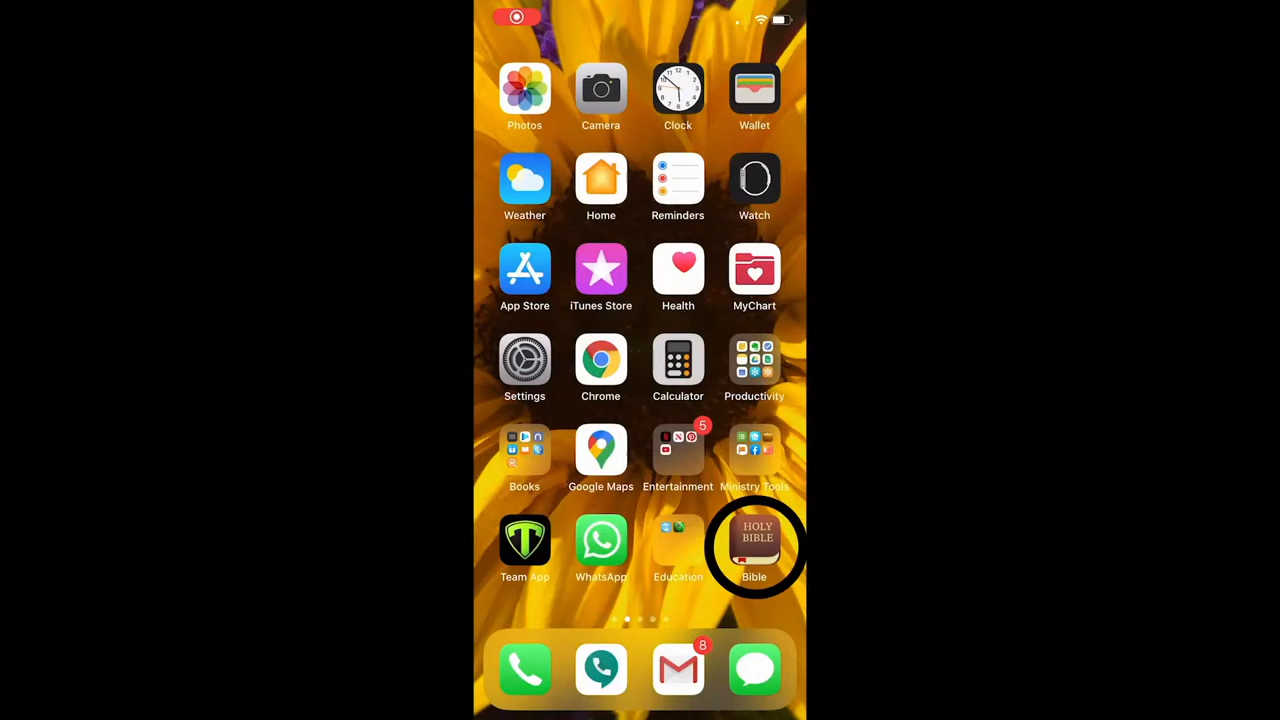 Photos Camera Clock Wallet
Weather Home Reminders Watch
App Store iTunes Store Health MyChart
Settings Chrome Calculator Productivity
5
Books Google Maps Entertainment Ministry Tools
HOLY
BIBLE
Team App WhatsApp Education Bible
8